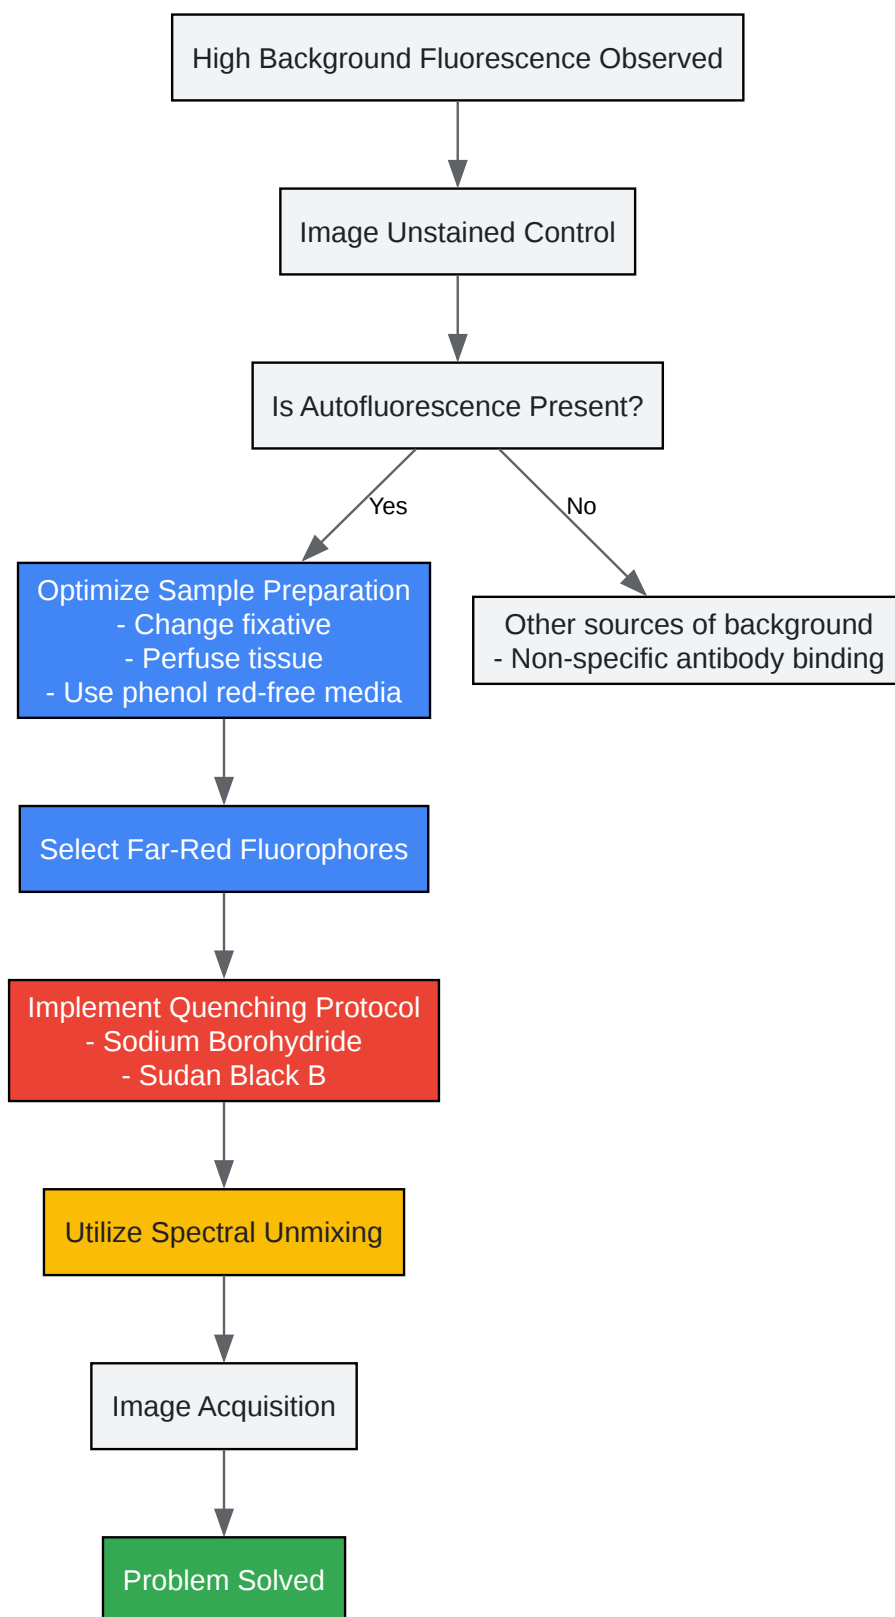 High Background Fluorescence Observed
Image Unstained Control
Is Autofluorescence Present?
Yes
No
Optimize Sample Preparation
- Change fixative
- Perfuse tissue
- Use phenol red-free media
Other sources of background
- Non-specific antibody binding
Select Far-Red Fluorophores
Implement Quenching Protocol
- Sodium Borohydride
- Sudan Black B
Utilize Spectral Unmixing
Image Acquisition
Problem Solved